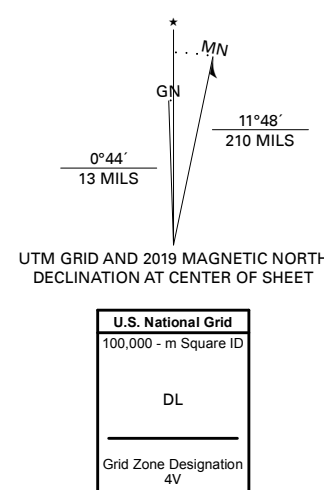 ★
MN
GN
11°48´
210 MILS
0°44´
13 MILS
UTM GRID AND 2019 MAGNETIC NORTH
DECLINATION AT CENTER OF SHEET
U.S. National Grid
100,000 - m Square ID
DL
Grid Zone Designation
4V